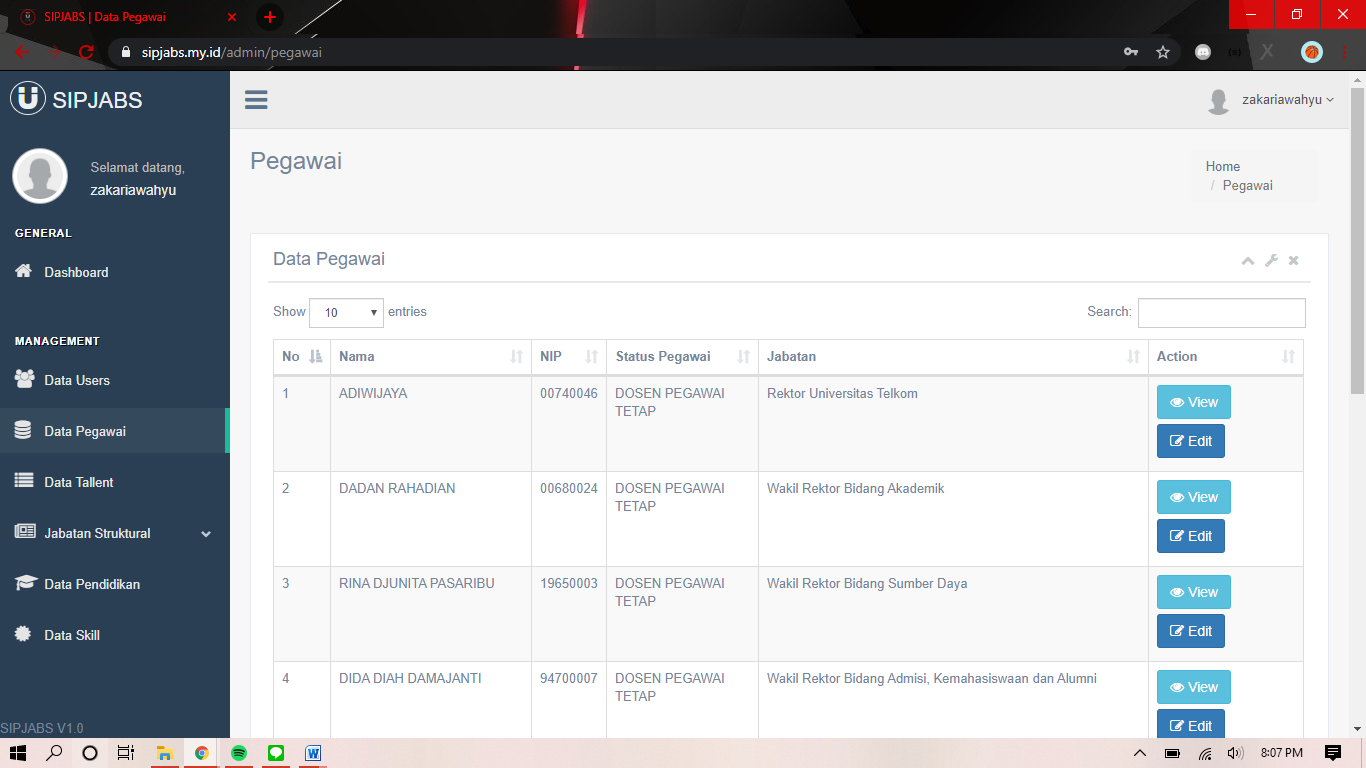 SIPJABS | Data Pegawai
sipjabs.my.id/admin/pegawai
SIPJABS
zakariawahyu
Selamat datang,
zakariawahyu
GENERAL
Dashboard
MANAGEMENT
Data Users
Data Pegawai
Data Tallent
Jabatan Struktural
Data Pendidikan
Data Skill
SIPJABS V1.0
Pegawai
Home
/ Pegawai
Data Pegawai
Show 10 entries
Search:
No Nama NIP Status Pegawai Jabatan Action
1 ADIWIJAYA 00740046 DOSEN PEGAWAI Rektor Universitas Telkom View
TETAP
Edit
2 DADAN RAHADIAN 00680024 DOSEN PEGAWAI Wakil Rektor Bidang Akademik View
TETAP
Edit
3 RINA DJUNITA PASARIBU 19650003 DOSEN PEGAWAI Wakil Rektor Bidang Sumber Daya View
TETAP
Edit
4 DIDA DIAH DAMAJANTI 94700007 DOSEN PEGAWAI Wakil Rektor Bidang Admisi, Kemahasiswaan dan Alumni View
TETAP
Edit
8:07 PM